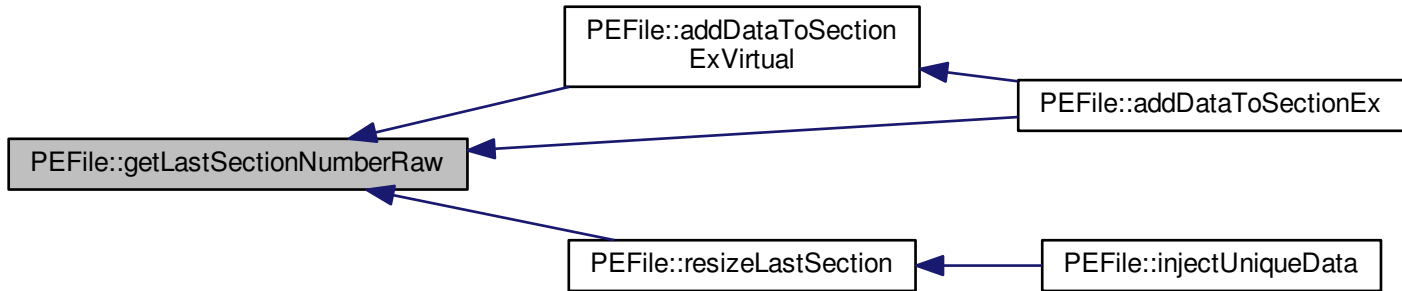 PEFile::addDataToSection
ExVirtual
PEFile::addDataToSectionEx
PEFile::getLastSectionNumberRaw
PEFile::resizeLastSection
PEFile::injectUniqueData